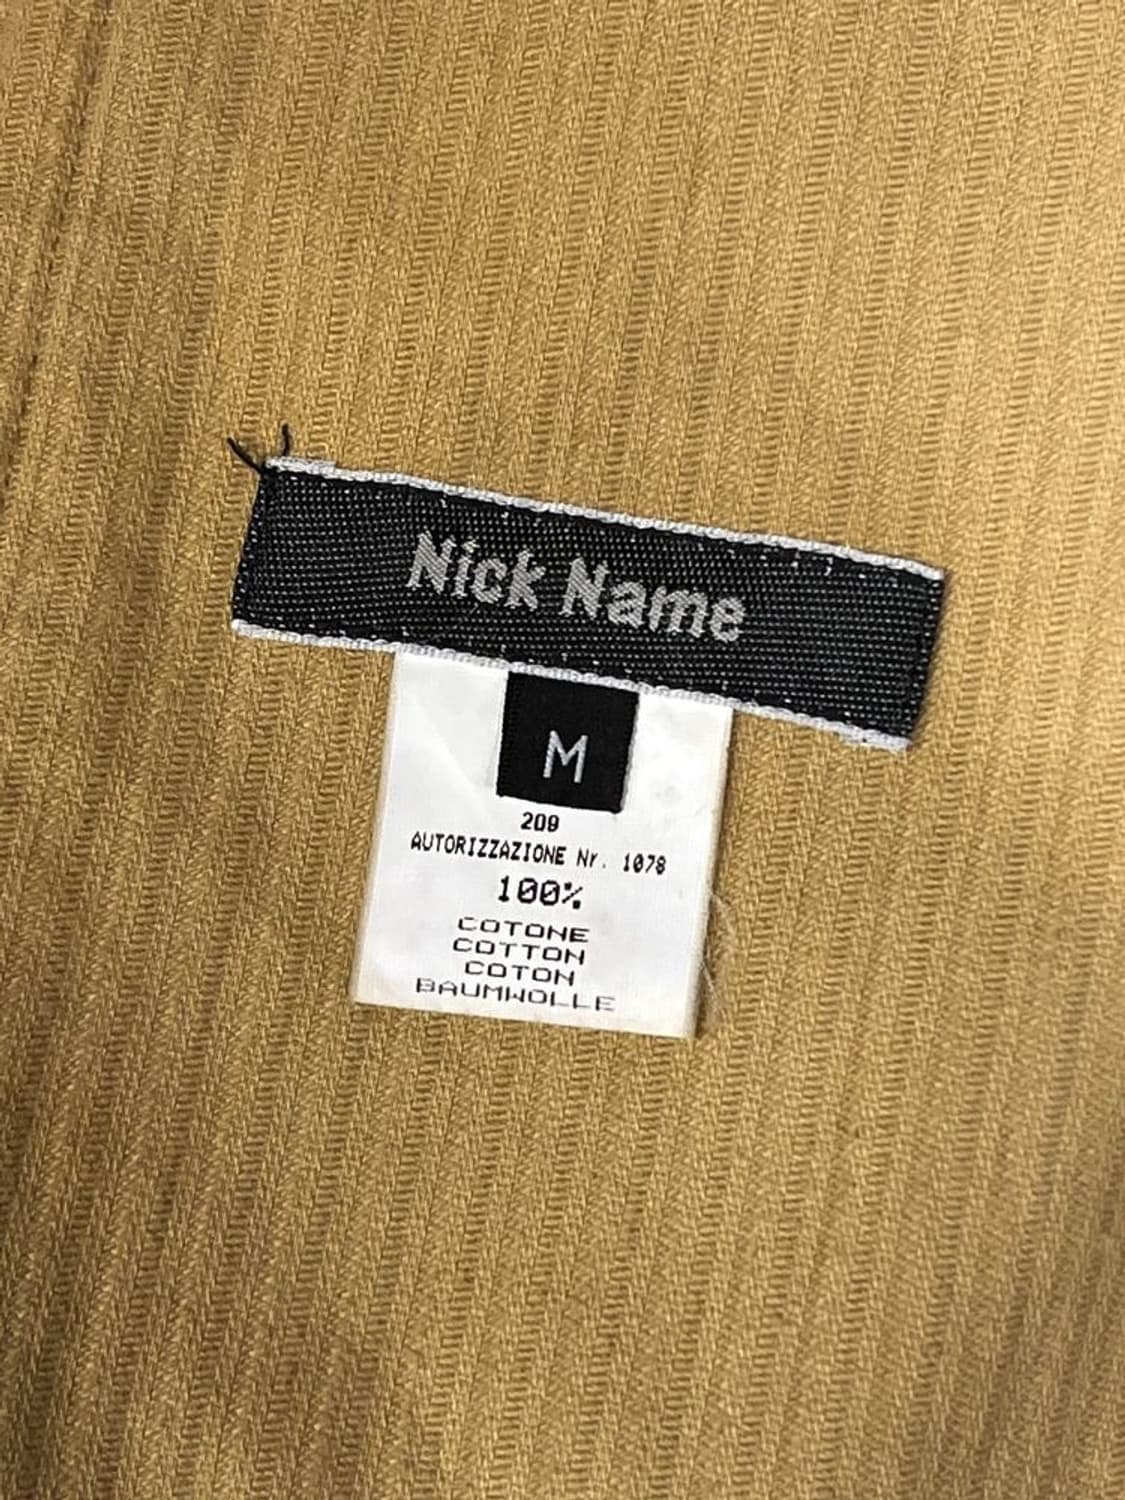 Nick Name
M
209
AUTORIZZAZIONE Nr. 1078
100%
COTONE
COTTON
COTON
BAUMWOLLE